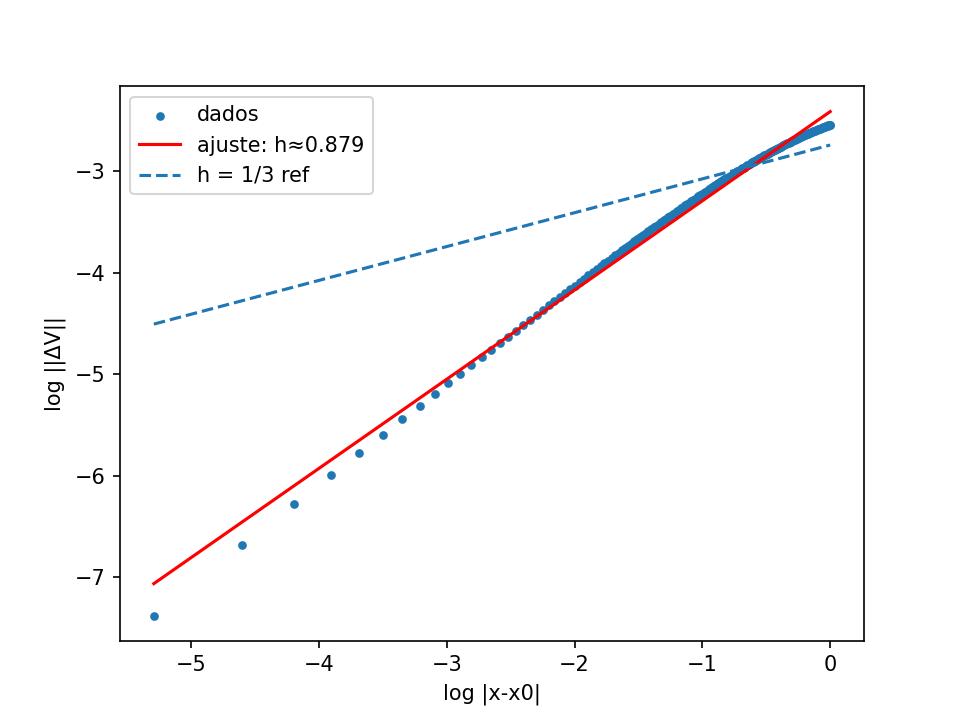 dados
ajuste: h≈0.879
h = 1/3 ref
−3
−4
−5
−6
−7
log ||ΔV||
−5
−4
−3
−2
−1
0
log |x-x0|